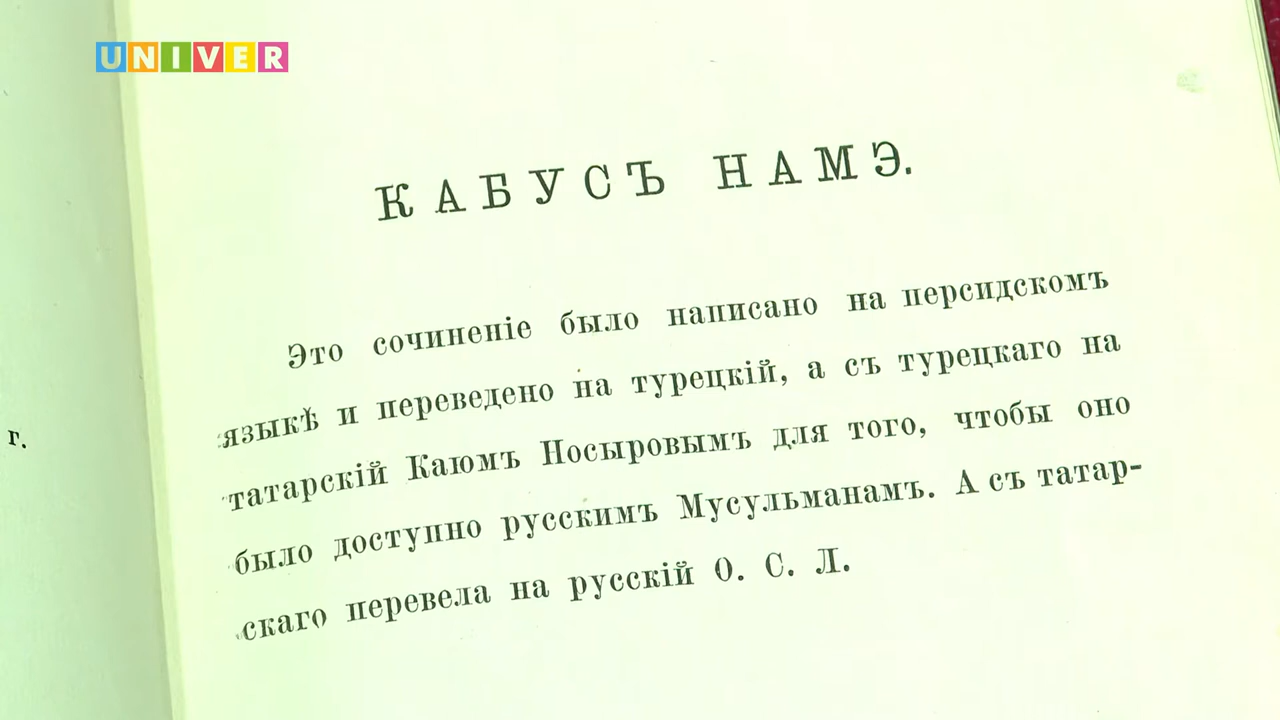 UNIVER
КАБУСЪ НАМЭ.
Это сочиненіе было написано на персидскомъ
языкѣ и переведено на турецкій, а съ турецкаго на
татарскій Каюмъ Носыровымъ для того, чтобы оно
было доступно русскимъ Мусульманамъ. А съ татар-
скаго перевела на русскій О. С. Л.
г.